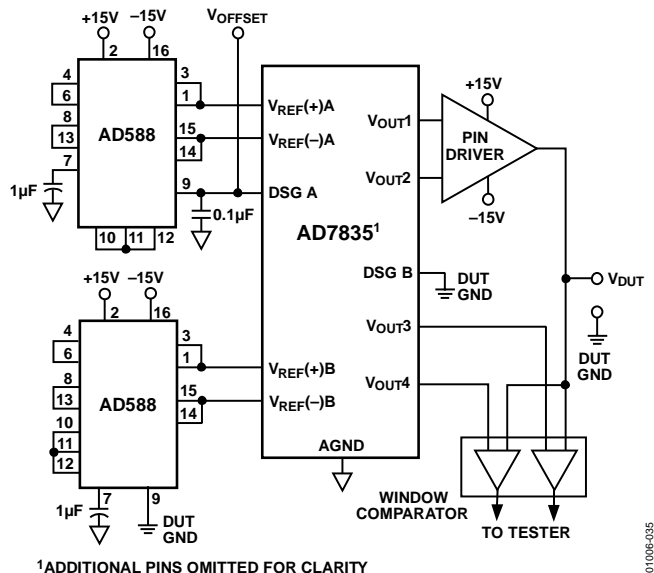 +15V –15V VOFFSET
2 16
4 3
6 1 VREF(+)A
8
13 AD588 15 VREF(–)A
7 14
1µF 9 DSG A
0.1µF
10 11 12
+15V
VOUT1
PIN
DRIVER
VOUT2
–15V
AD7835¹
DSG B DUT
GND
VDUT
VOUT3
DUT
GND
VOUT4
+15V –15V
2 16
4 3
6 1 VREF(+)B
8
13 AD588 15 VREF(–)B
10 14
11
12
7 9
1µF DUT
GND
AGND
WINDOW
COMPARATOR
TO TESTER
¹ADDITIONAL PINS OMITTED FOR CLARITY
01006-035